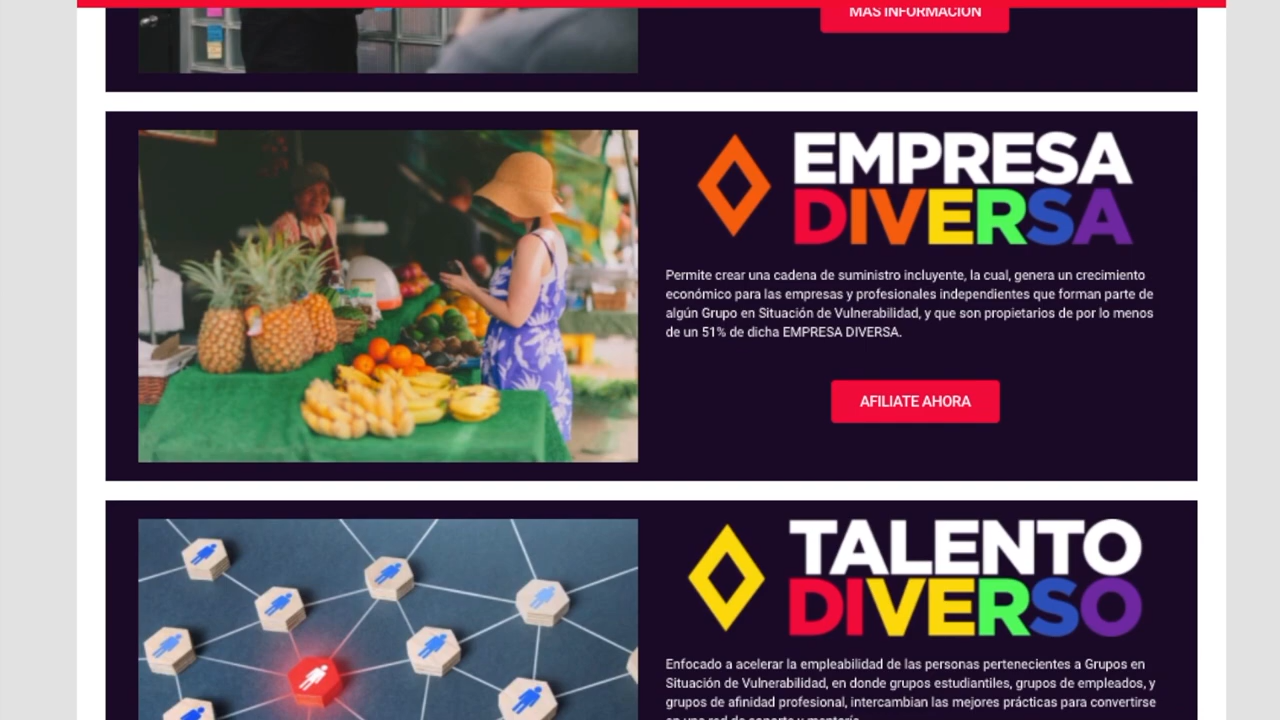 MÁS INFORMACIÓN
EMPRESA
DIVERSA
Permite crear una cadena de suministro incluyente, la cual, genera un crecimiento
económico para las empresas y profesionales independientes que forman parte de
algún Grupo en Situación de Vulnerabilidad, y que son propietarios de por lo menos
de un 51% de dicha EMPRESA DIVERSA.
AFILIATE AHORA
TALENTO
DIVERSO
Enfocado a acelerar la empleabilidad de las personas pertenecientes a Grupos en
Situación de Vulnerabilidad, en donde grupos estudiantiles, grupos de empleados, y
grupos de afinidad profesional, intercambian las mejores prácticas para convertirse